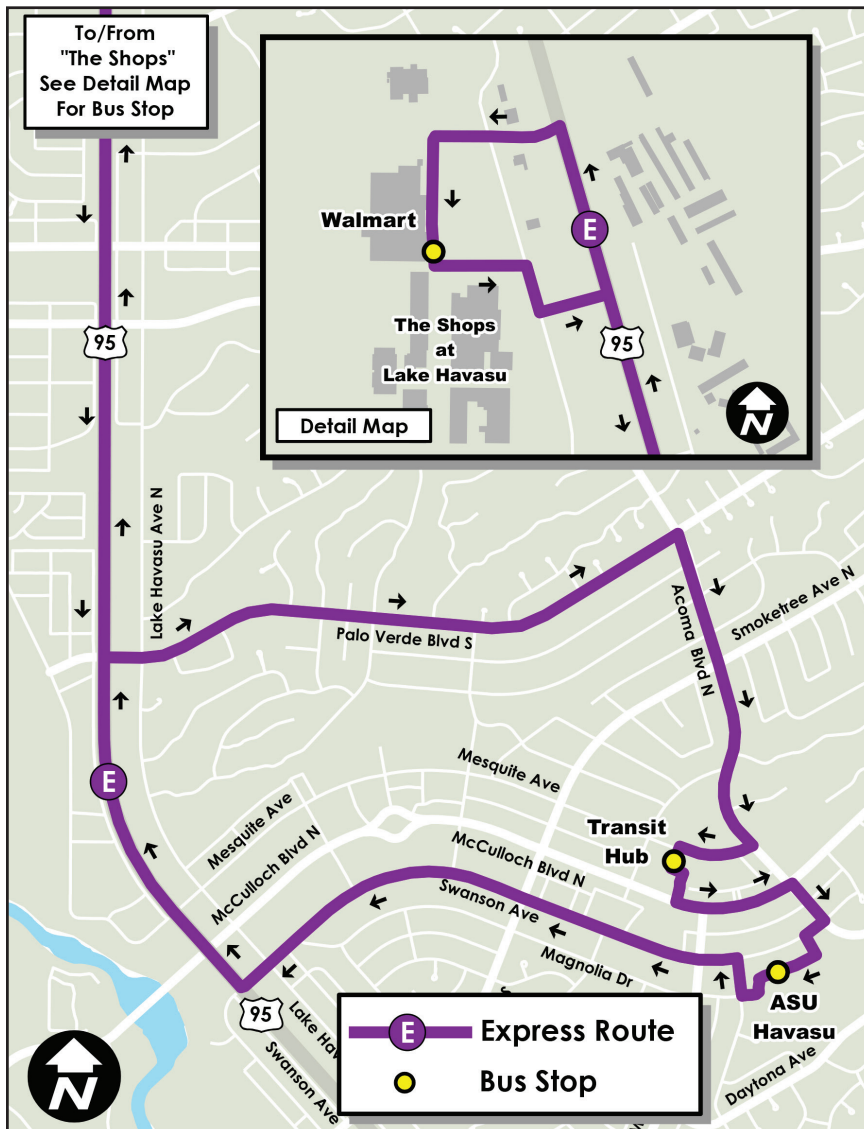 To/From
"The Shops"
See Detail Map
For Bus Stop
Walmart
E
The Shops
at
Lake Havasu
95
Detail Map
N
95
Lake Havasu Ave N
Palo Verde Blvd S
Acoma Blvd N
Smoketree Ave N
E
Mesquite Ave
Mesquite Ave
McCulloch Blvd N
McCulloch Blvd N
Transit
Hub
Swanson Ave
Magnolia Dr
ASU
Havasu
95
Swanson Ave
Daytona Ave
N
E Express Route
Bus Stop